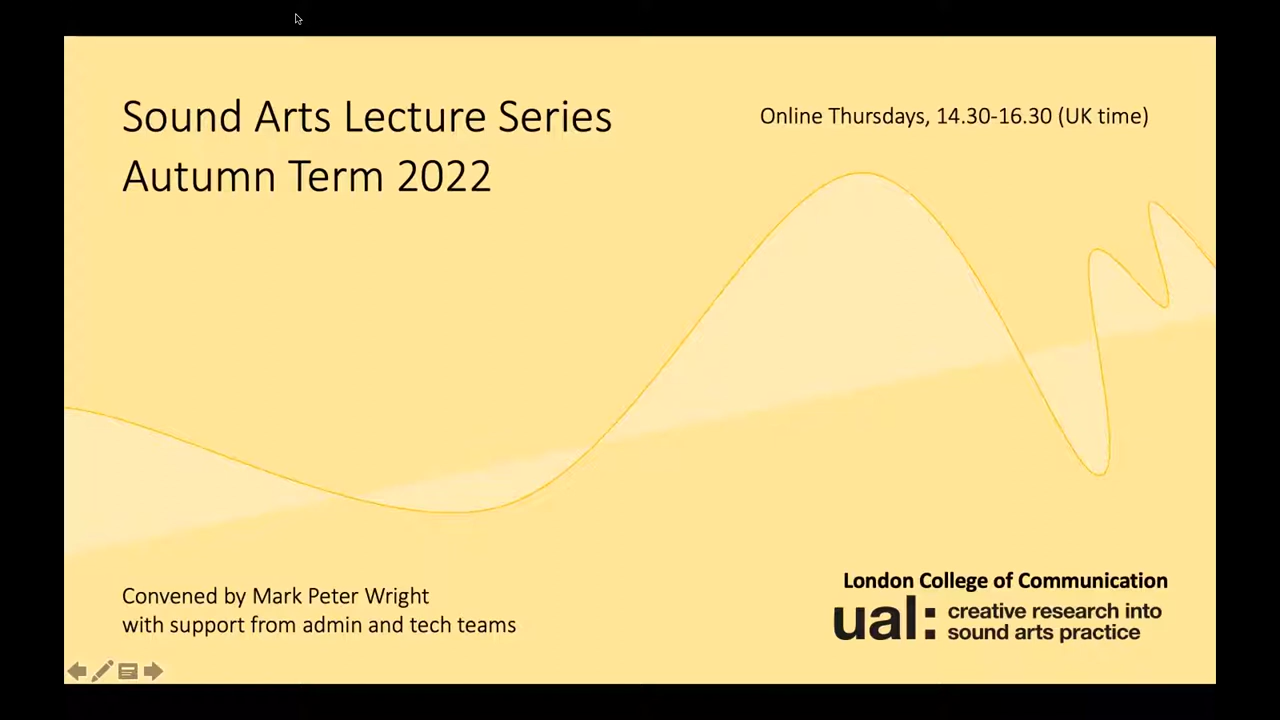 Sound Arts Lecture Series
Autumn Term 2022
Online Thursdays, 14.30-16.30 (UK time)
Convened by Mark Peter Wright
with support from admin and tech teams
London College of Communication
ual: creative research into
sound arts practice